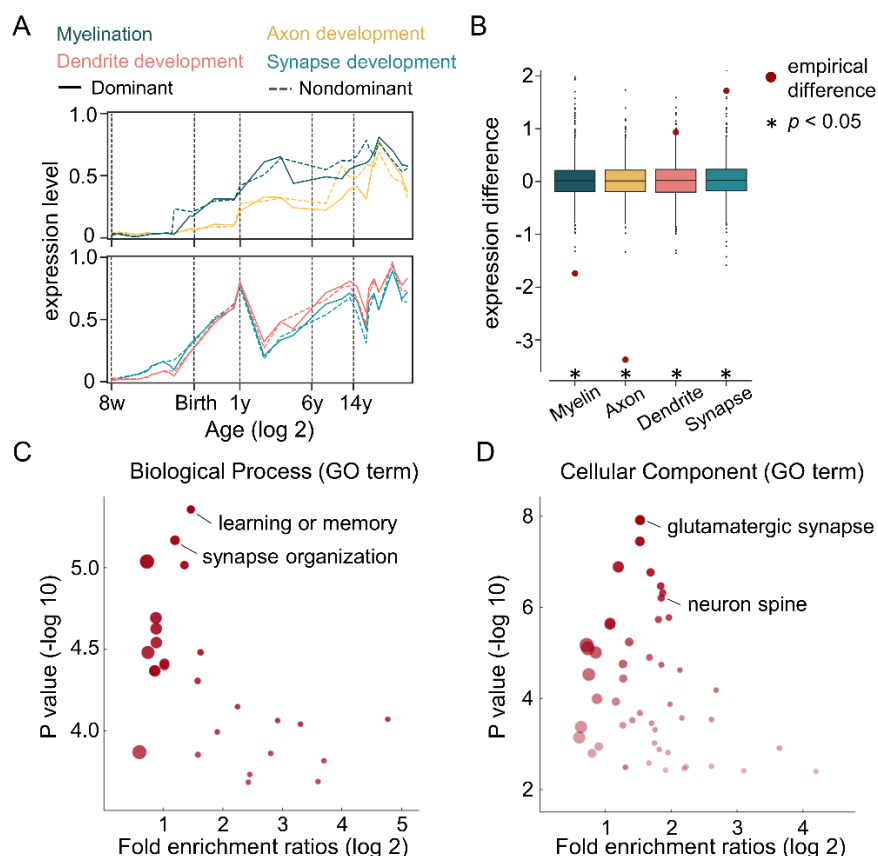 A
Myelination
Axon development
Dendrite development
Synapse development
Dominant
Nondominant
1.0
0.5
0
1.0
0.5
0
expression level
8w
Birth
1y
6y
14y
Age (log 2)
B
2
1
0
-1
-2
-3
expression difference
empirical
difference
* p < 0.05
* * * *
Myelin
Axon
Dendrite
Synapse
C
Biological Process (GO term)
learning or memory
synapse organization
5.0
4.5
4.0
P value (-log 10)
1 2 3 4 5
Fold enrichment ratios (log 2)
D
Cellular Component (GO term)
glutamatergic synapse
neuron spine
8
6
4
2
P value (-log 10)
1 2 3 4
Fold enrichment ratios (log 2)